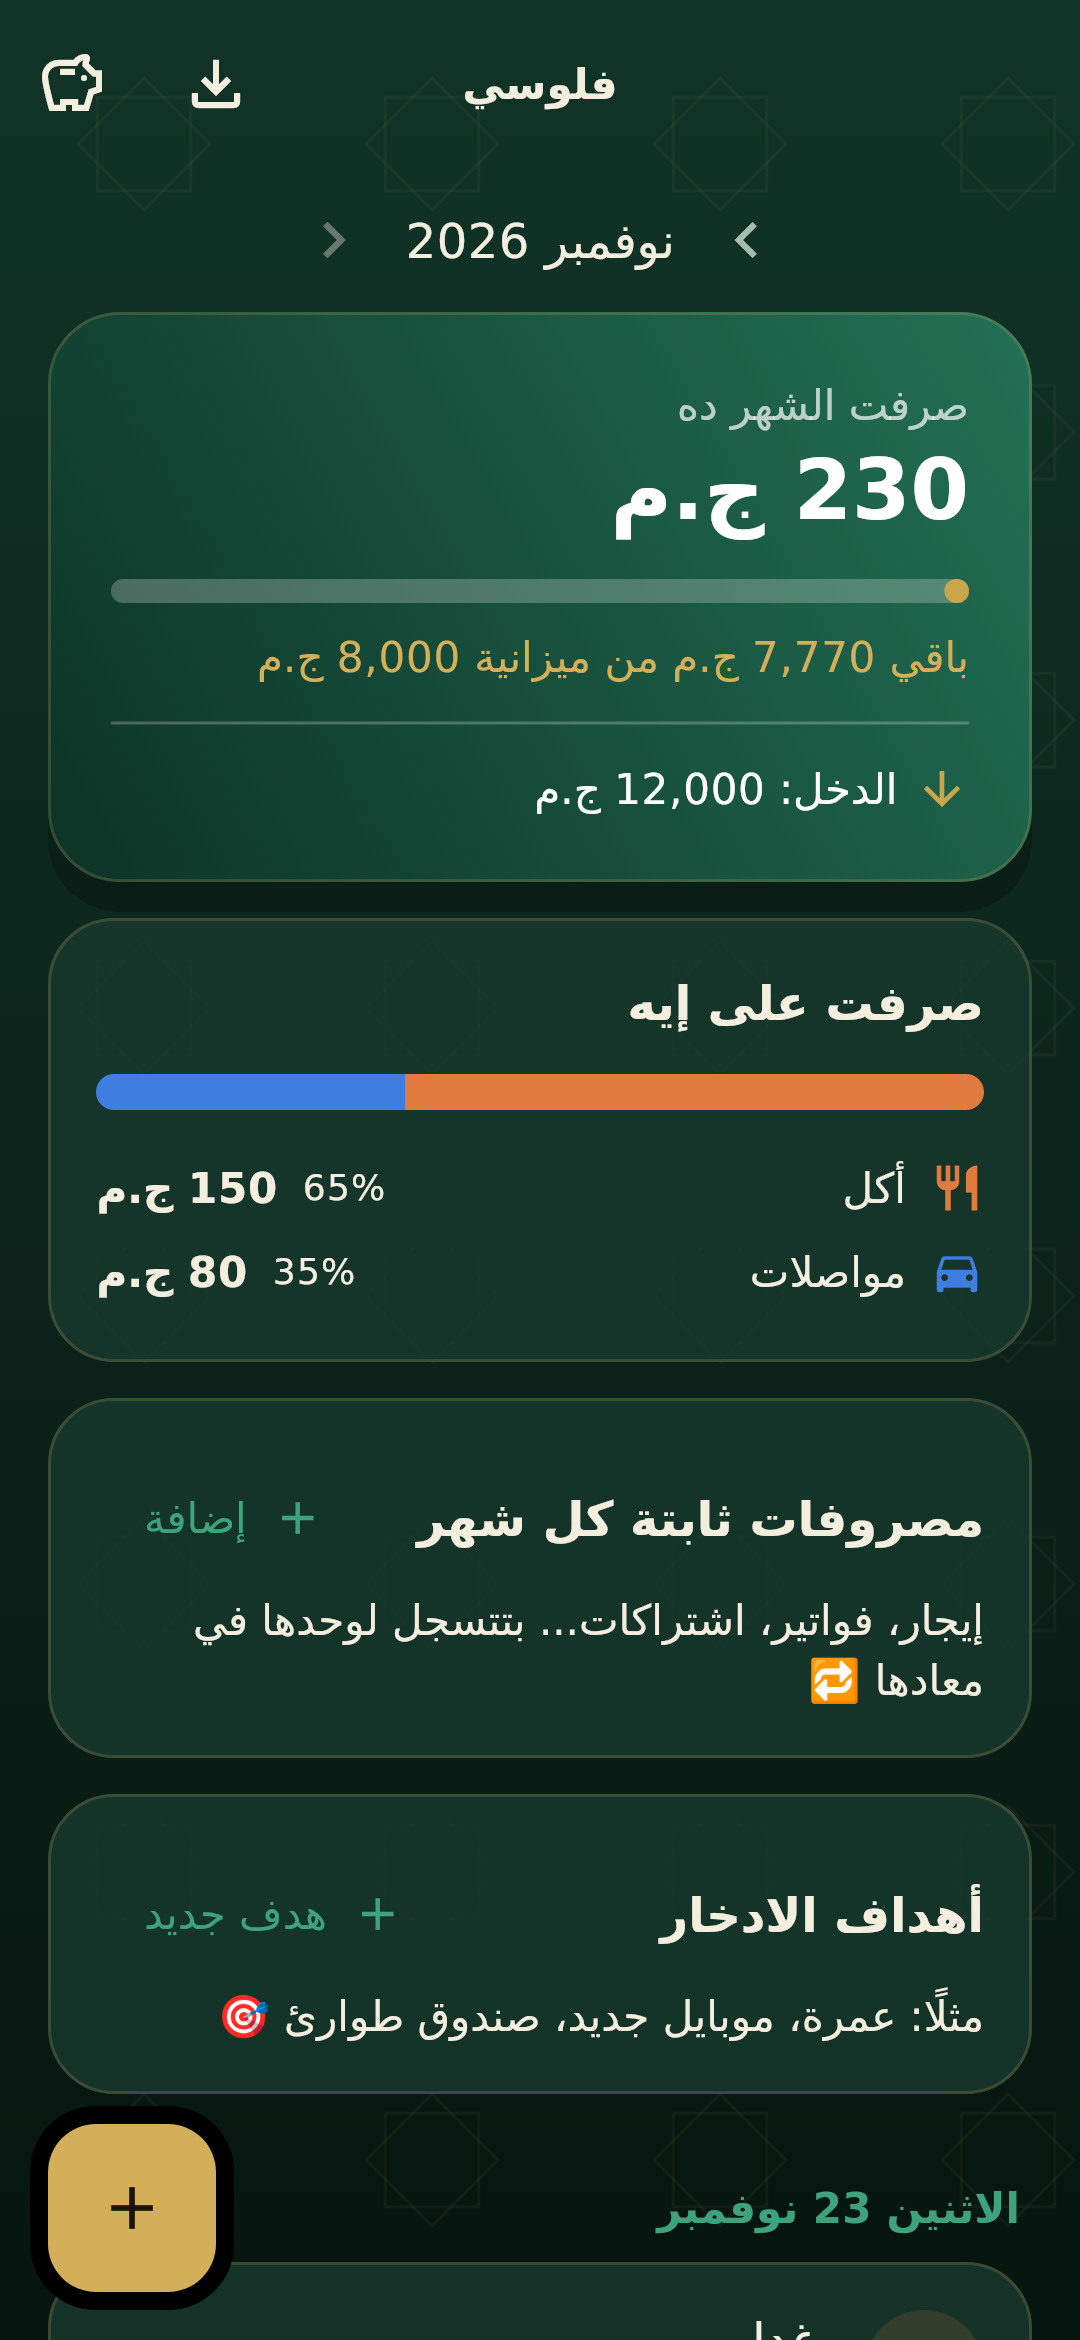 فلوسي
نوفمبر 2026
صرفت الشهر ده
230 ج.م
باقي 7,770 ج.م من ميزانية 8,000 ج.م
الدخل: 12,000 ج.م
صرفت على إيه
أكل 65% 150 ج.م
مواصلات 35% 80 ج.م
مصروفات ثابتة كل شهر + إضافة
إيجار، فواتير، اشتراكات... بتتسجل لوحدها في
معادها 🔁
أهداف الادخار + هدف جديد
مثلًا: عمرة، موبايل جديد، صندوق طوارئ 🎯
الاثنين 23 نوفمبر